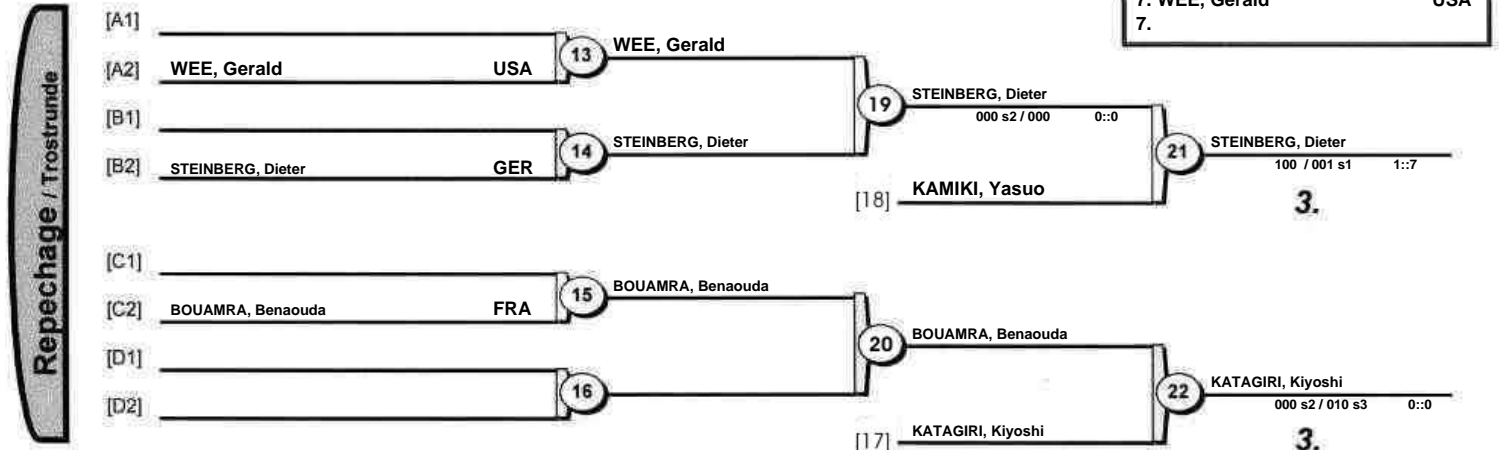 7. WEE, Gerald USA
7.
Repechage / Trostrunde
[A1]
[A2] WEE, Gerald USA
13 WEE, Gerald
[B1]
[B2] STEINBERG, Dieter GER
14 STEINBERG, Dieter
19 STEINBERG, Dieter
000 s2 / 000 0::0
[18] KAMIKI, Yasuo
21 STEINBERG, Dieter
100 / 001 s1 1::7
3.
[C1]
[C2] BOUAMRA, Benaouda FRA
15 BOUAMRA, Benaouda
[D1]
[D2]
16
20 BOUAMRA, Benaouda
[17] KATAGIRI, Kiyoshi
22 KATAGIRI, Kiyoshi
000 s2 / 010 s3 0::0
3.